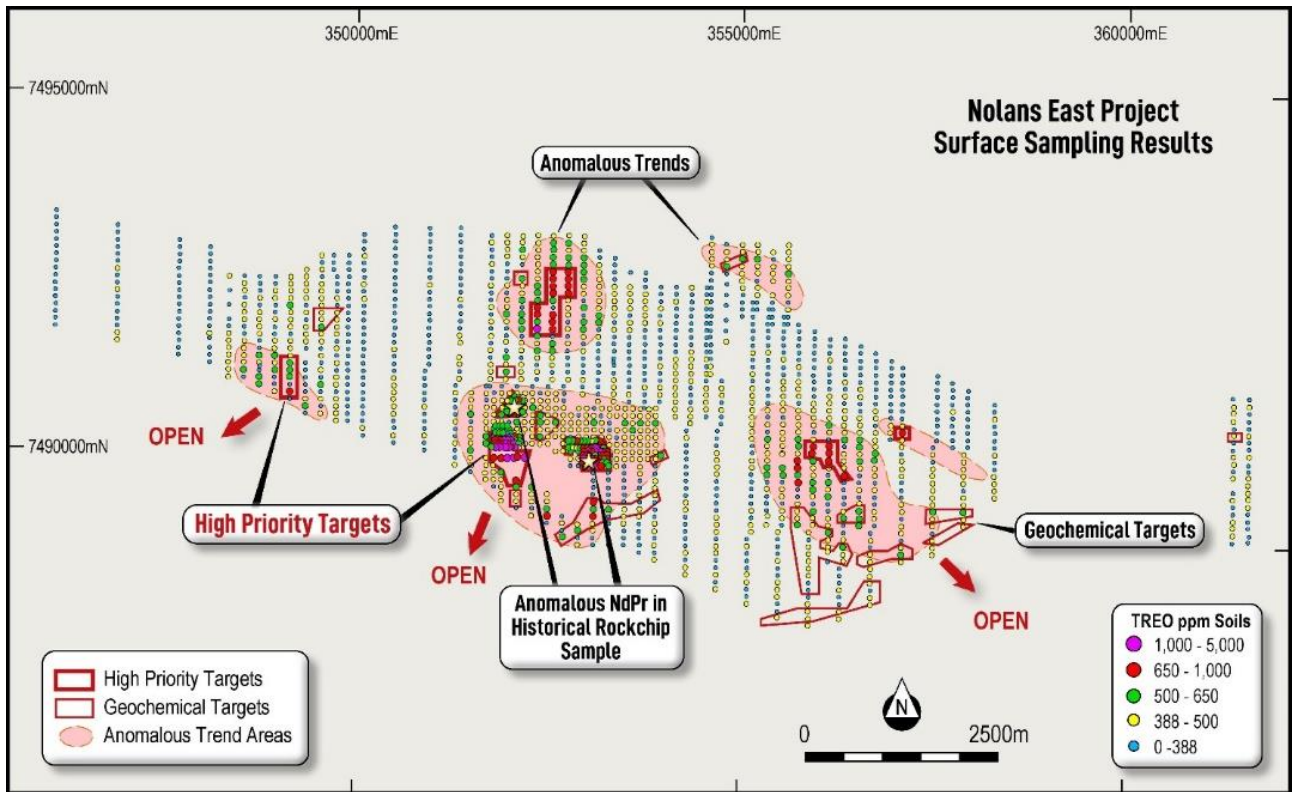 350000mE
355000mE
360000mE
7495000mN
Nolans East Project
Surface Sampling Results
Anomalous Trends
OPEN
7490000mN
High Priority Targets
OPEN
Geochemical Targets
Anomalous NdPr in
Historical Rockchip
Sample
OPEN
High Priority Targets
Geochemical Targets
Anomalous Trend Areas
N
0
2500m
TREO ppm Soils
1,000 - 5,000
650 - 1,000
500 - 650
388 - 500
0 -388